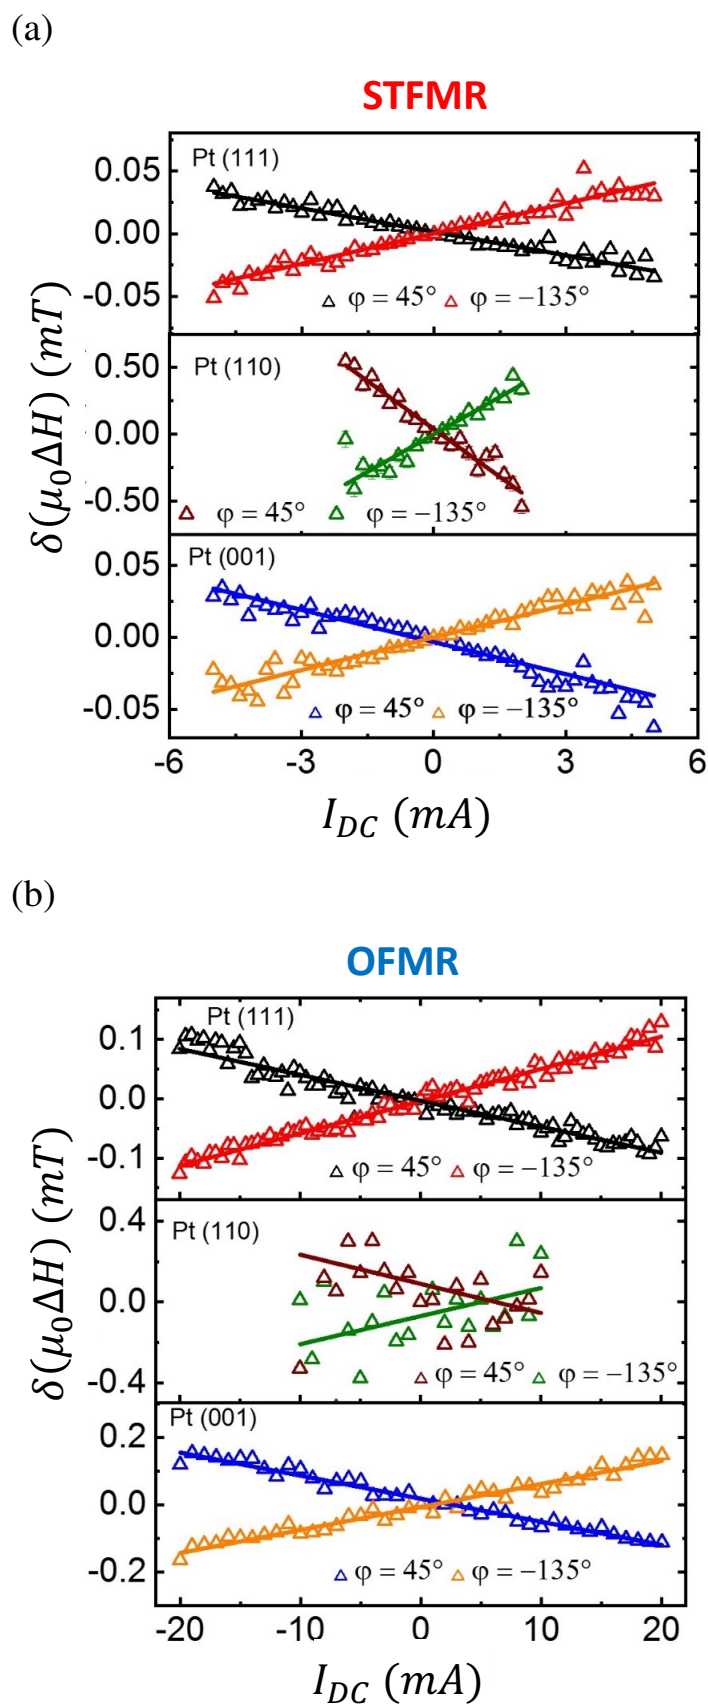 (a)
STFMR
Pt (111)
0.05
0.00
-0.05
△ φ = 45° △ φ = −135°
Pt (110)
0.50
0.00
-0.50
△ φ = 45° △ φ = −135°
Pt (001)
0.05
0.00
-0.05
△ φ = 45° △ φ = −135°
δ(μ₀ΔH) (mT)
-6 -3 0 3 6
I_DC (mA)
(b)
OFMR
Pt (111)
0.1
0.0
-0.1
△ φ = 45° △ φ = −135°
Pt (110)
0.4
0.0
-0.4
△ φ = 45° △ φ = −135°
Pt (001)
0.2
0.0
-0.2
△ φ = 45° △ φ = −135°
δ(μ₀ΔH) (mT)
-20 -10 0 10 20
I_DC (mA)